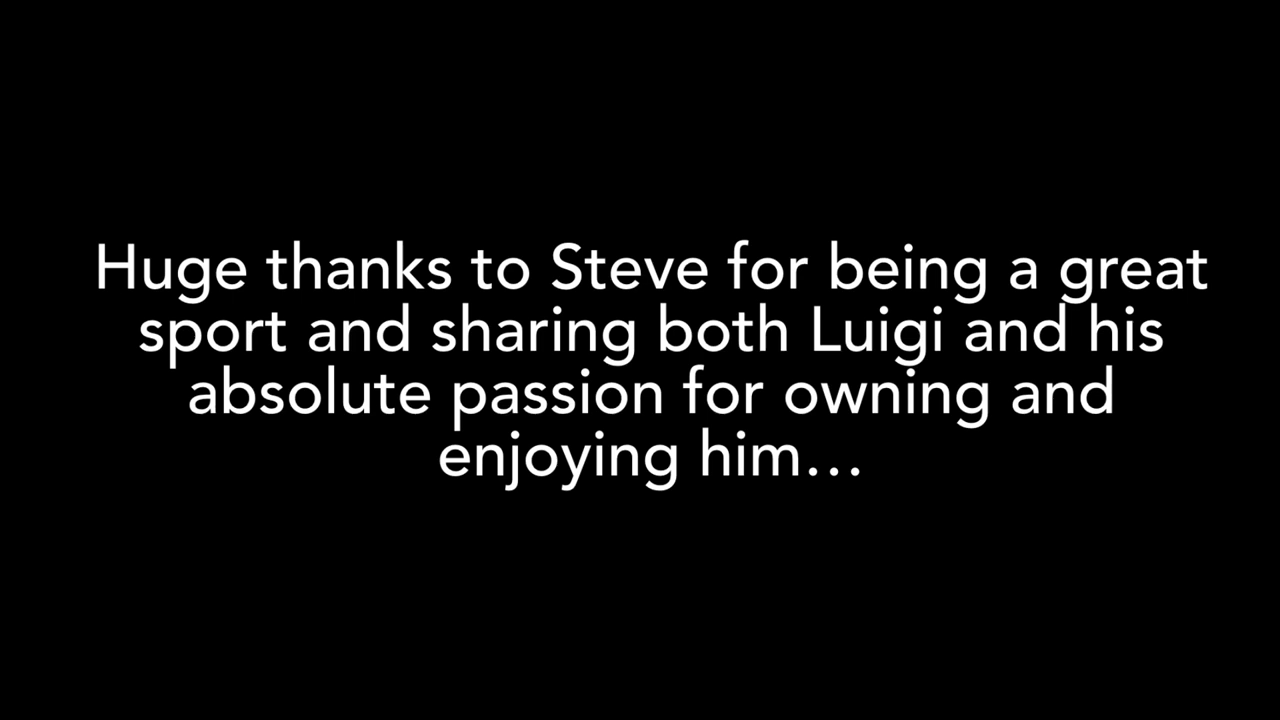 Huge thanks to Steve for being a great
sport and sharing both Luigi and his
absolute passion for owning and
enjoying him…